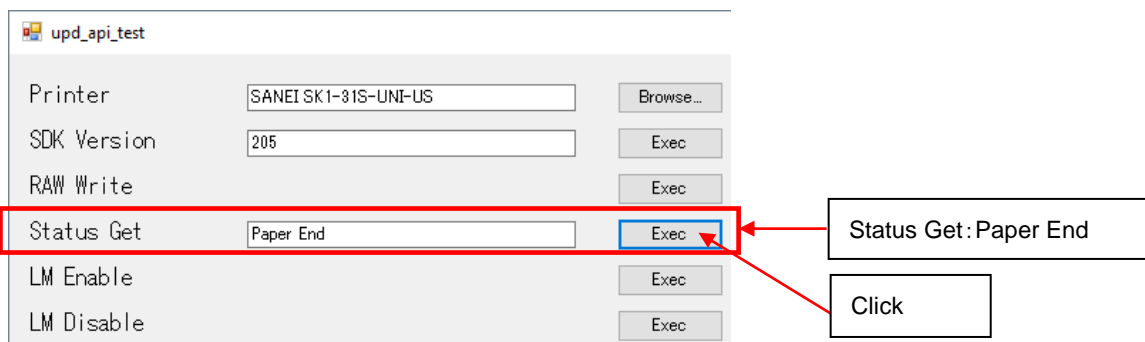 upd_api_test
Printer SANEI SK1-31S-UNI-US Browse...
SDK Version 205 Exec
RAW Write Exec
Status Get Paper End Exec Status Get：Paper End
LM Enable Exec
Click
LM Disable Exec